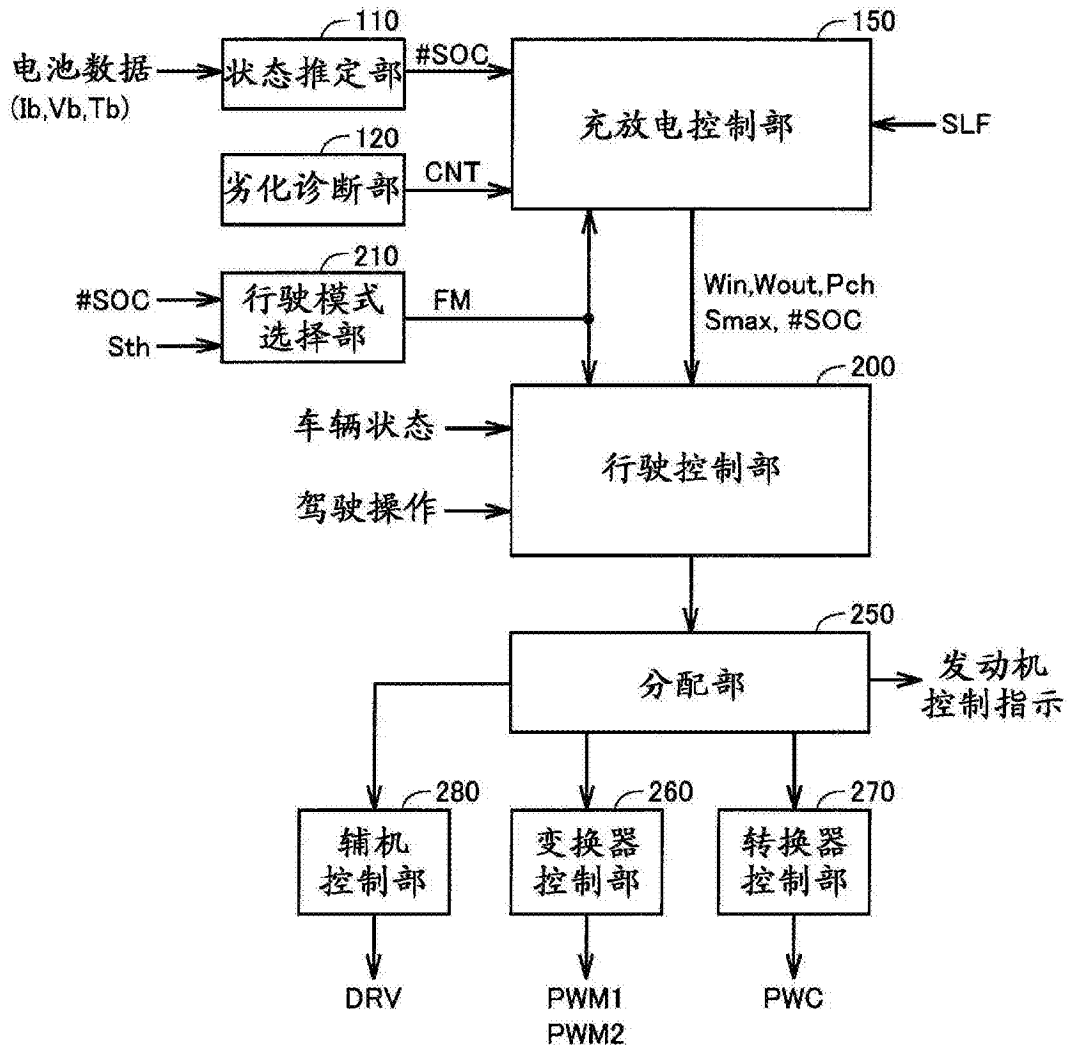 110
150
电池数据
(Ib,Vb,Tb)
状态推定部
#SOC
充放电控制部
SLF
120
劣化诊断部
CNT
210
#SOC
Sth
行驶模式
选择部
FM
Win,Wout,Pch
Smax, #SOC
200
车辆状态
驾驶操作
行驶控制部
250
分配部
发动机
控制指示
280
260
270
辅机
控制部
变换器
控制部
转换器
控制部
DRV
PWM1
PWM2
PWC